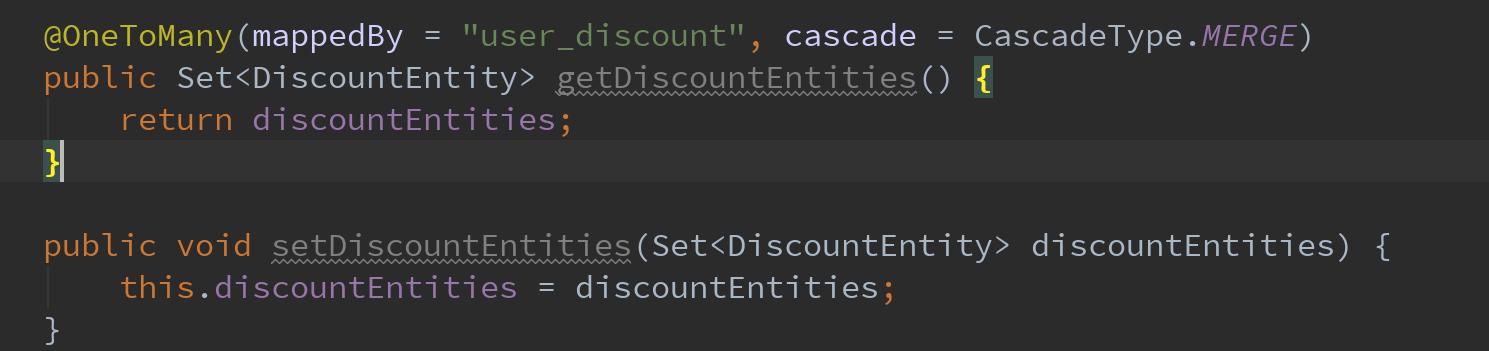 @OneToMany(mappedBy = "user_discount", cascade = CascadeType.MERGE)
public Set<DiscountEntity> getDiscountEntities() {
    return discountEntities;
}

public void setDiscountEntities(Set<DiscountEntity> discountEntities) {
    this.discountEntities = discountEntities;
}